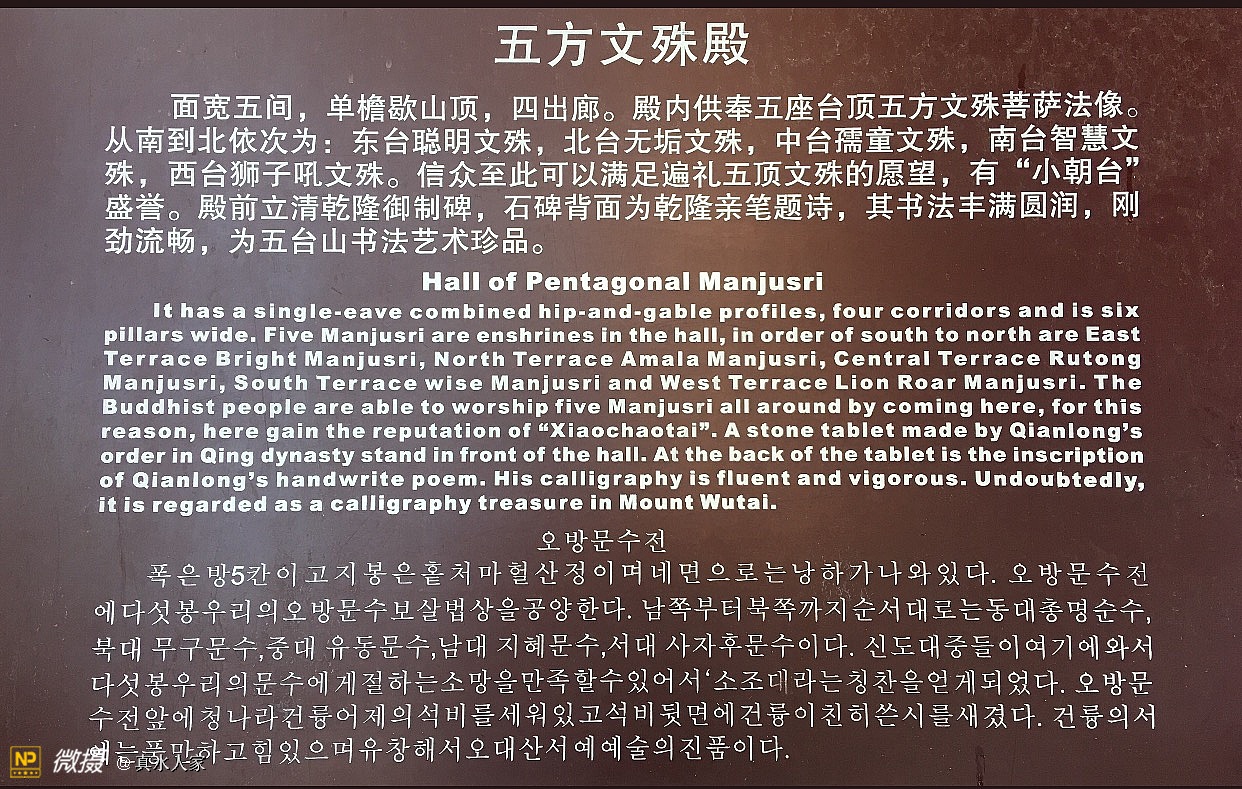 五方文殊殿
面宽五间，单檐歇山顶，四出廊。殿内供奉五座台顶五方文殊菩萨法像。
从南到北依次为：东台聪明文殊，北台无垢文殊，中台孺童文殊，南台智慧文
殊，西台狮子吼文殊。信众至此可以满足遍礼五顶文殊的愿望，有“小朝台”
盛誉。殿前立清乾隆御制碑，石碑背面为乾隆亲笔题诗，其书法丰满圆润，刚
劲流畅，为五台山书法艺术珍品。
Hall of Pentagonal Manjusri
It has a single-eave combined hip-and-gable profiles, four corridors and is six
pillars wide. Five Manjusri are enshrines in the hall, in order of south to north are East
Terrace Bright Manjusri, North Terrace Amala Manjusri, Central Terrace Rutong
Manjusri, South Terrace wise Manjusri and West Terrace Lion Roar Manjusri. The
Buddhist people are able to worship five Manjusri all around by coming here, for this
reason, here gain the reputation of “Xiaochaotai”. A stone tablet made by Qianlong’s
order in Qing dynasty stand in front of the hall. At the back of the tablet is the inscription
of Qianlong’s handwrite poem. His calligraphy is fluent and vigorous. Undoubtedly,
it is regarded as a calligraphy treasure in Mount Wutai.
오방문수전
폭은방5칸이고지봉은홑처마헐산정이며네면으로는낭하가나와있다. 오방문수전
에다섯봉우리의오방문수보살법상을공양한다. 남쪽부터북쪽까지순서대로는동대총명순수,
북대 무구문수,중대 유동문수,남대 지혜문수,서대 사자후문수이다. 신도대중들이여기에와서
다섯봉우리의문수에게절하는소망을만족할수있어서‘소조대라는칭찬을얻게되었다. 오방문
수전앞에청나라건륭어제의석비를세워있고석비뒷면에건륭이친히쓴시를새겼다. 건륭의서
는풍만하고힘있으며유창해서오대산서예예술의진품이다.
NP 微摄 @真水人家